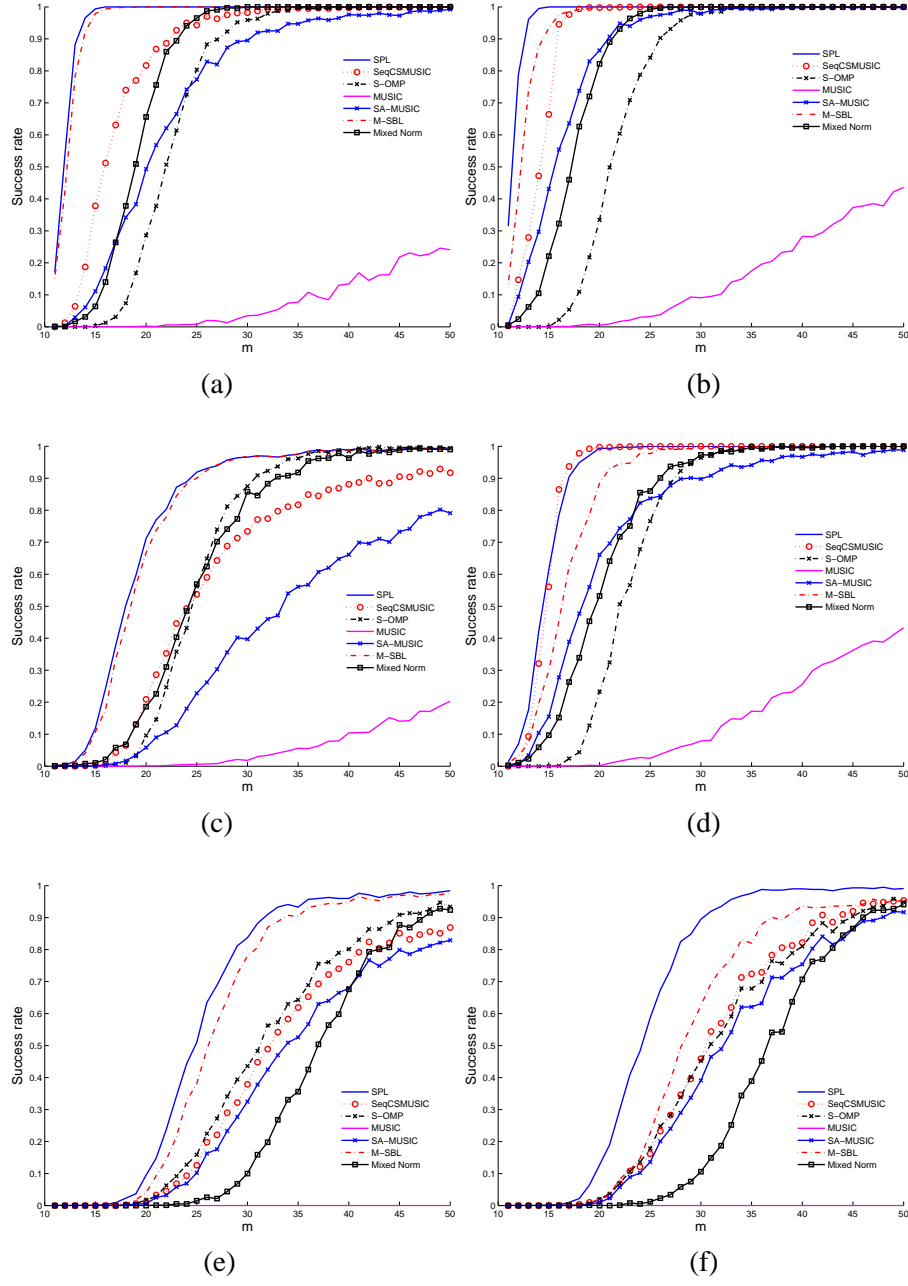 1
0.9
0.8
0.7
0.6
0.5
0.4
0.3
0.2
0.1
0
Success rate
10 15 20 25 30 35 40 45 50
m
SPL
SeqCSMUSIC
S-OMP
MUSIC
SA-MUSIC
M-SBL
Mixed Norm
(a)
1
0.9
0.8
0.7
0.6
0.5
0.4
0.3
0.2
0.1
0
Success rate
10 15 20 25 30 35 40 45 50
m
SPL
SeqCSMUSIC
S-OMP
MUSIC
SA-MUSIC
M-SBL
Mixed Norm
(b)
1
0.9
0.8
0.7
0.6
0.5
0.4
0.3
0.2
0.1
0
Success rate
10 15 20 25 30 35 40 45 50
m
SPL
SeqCSMUSIC
S-OMP
MUSIC
SA-MUSIC
M-SBL
Mixed Norm
(c)
1
0.9
0.8
0.7
0.6
0.5
0.4
0.3
0.2
0.1
0
Success rate
10 15 20 25 30 35 40 45 50
m
SPL
SeqCSMUSIC
S-OMP
MUSIC
SA-MUSIC
M-SBL
Mixed Norm
(d)
1
0.9
0.8
0.7
0.6
0.5
0.4
0.3
0.2
0.1
0
Success rate
10 15 20 25 30 35 40 45 50
m
SPL
SeqCSMUSIC
S-OMP
MUSIC
SA-MUSIC
M-SBL
Mixed Norm
(e)
1
0.9
0.8
0.7
0.6
0.5
0.4
0.3
0.2
0.1
0
Success rate
10 15 20 25 30 35 40 45 50
m
SPL
SeqCSMUSIC
S-OMP
MUSIC
SA-MUSIC
M-SBL
Mixed Norm
(f)